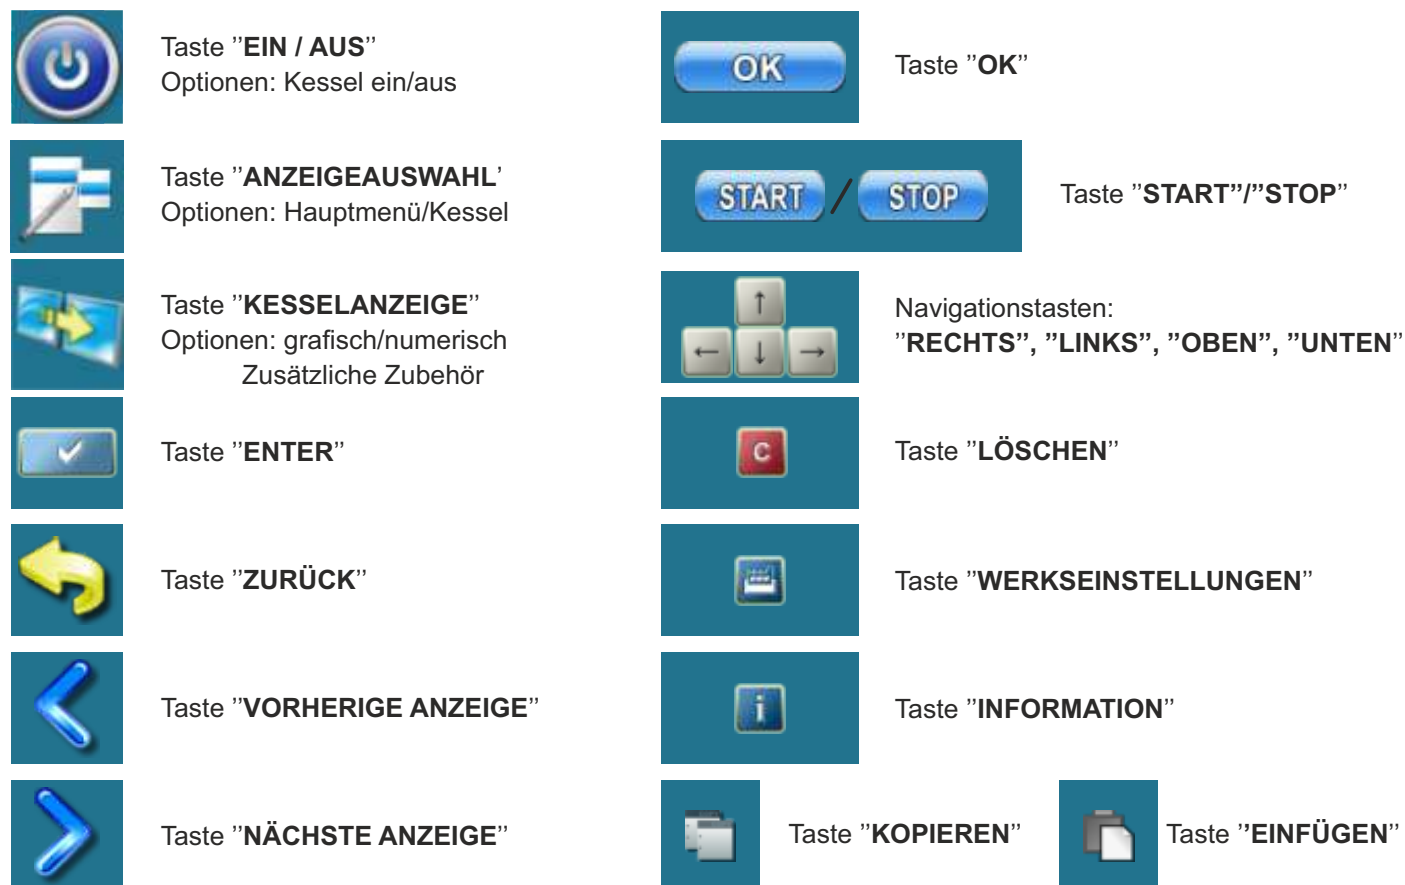 Taste ’’EIN / AUS’’
Optionen: Kessel ein/aus
Taste ’’ANZEIGEAUSWAHL’
Optionen: Hauptmenü/Kessel
Taste ’’KESSELANZEIGE’’
Optionen: grafisch/numerisch
Zusätzliche Zubehör
Taste ’’ENTER’’
Taste ’’ZURÜCK’’
Taste ’’VORHERIGE ANZEIGE’’
Taste ’’NÄCHSTE ANZEIGE’’
OK
Taste ’’OK’’
START / STOP
Taste ’’START’’/’’STOP’’
↑
← ↓ →
Navigationstasten:
’’RECHTS’’, ’’LINKS’’, ’’OBEN’’, ’’UNTEN’’
C
Taste ’’LÖSCHEN’’
Taste ’’WERKSEINSTELLUNGEN’’
i
Taste ’’INFORMATION’’
Taste ’’KOPIEREN’’
Taste ’’EINFÜGEN’’